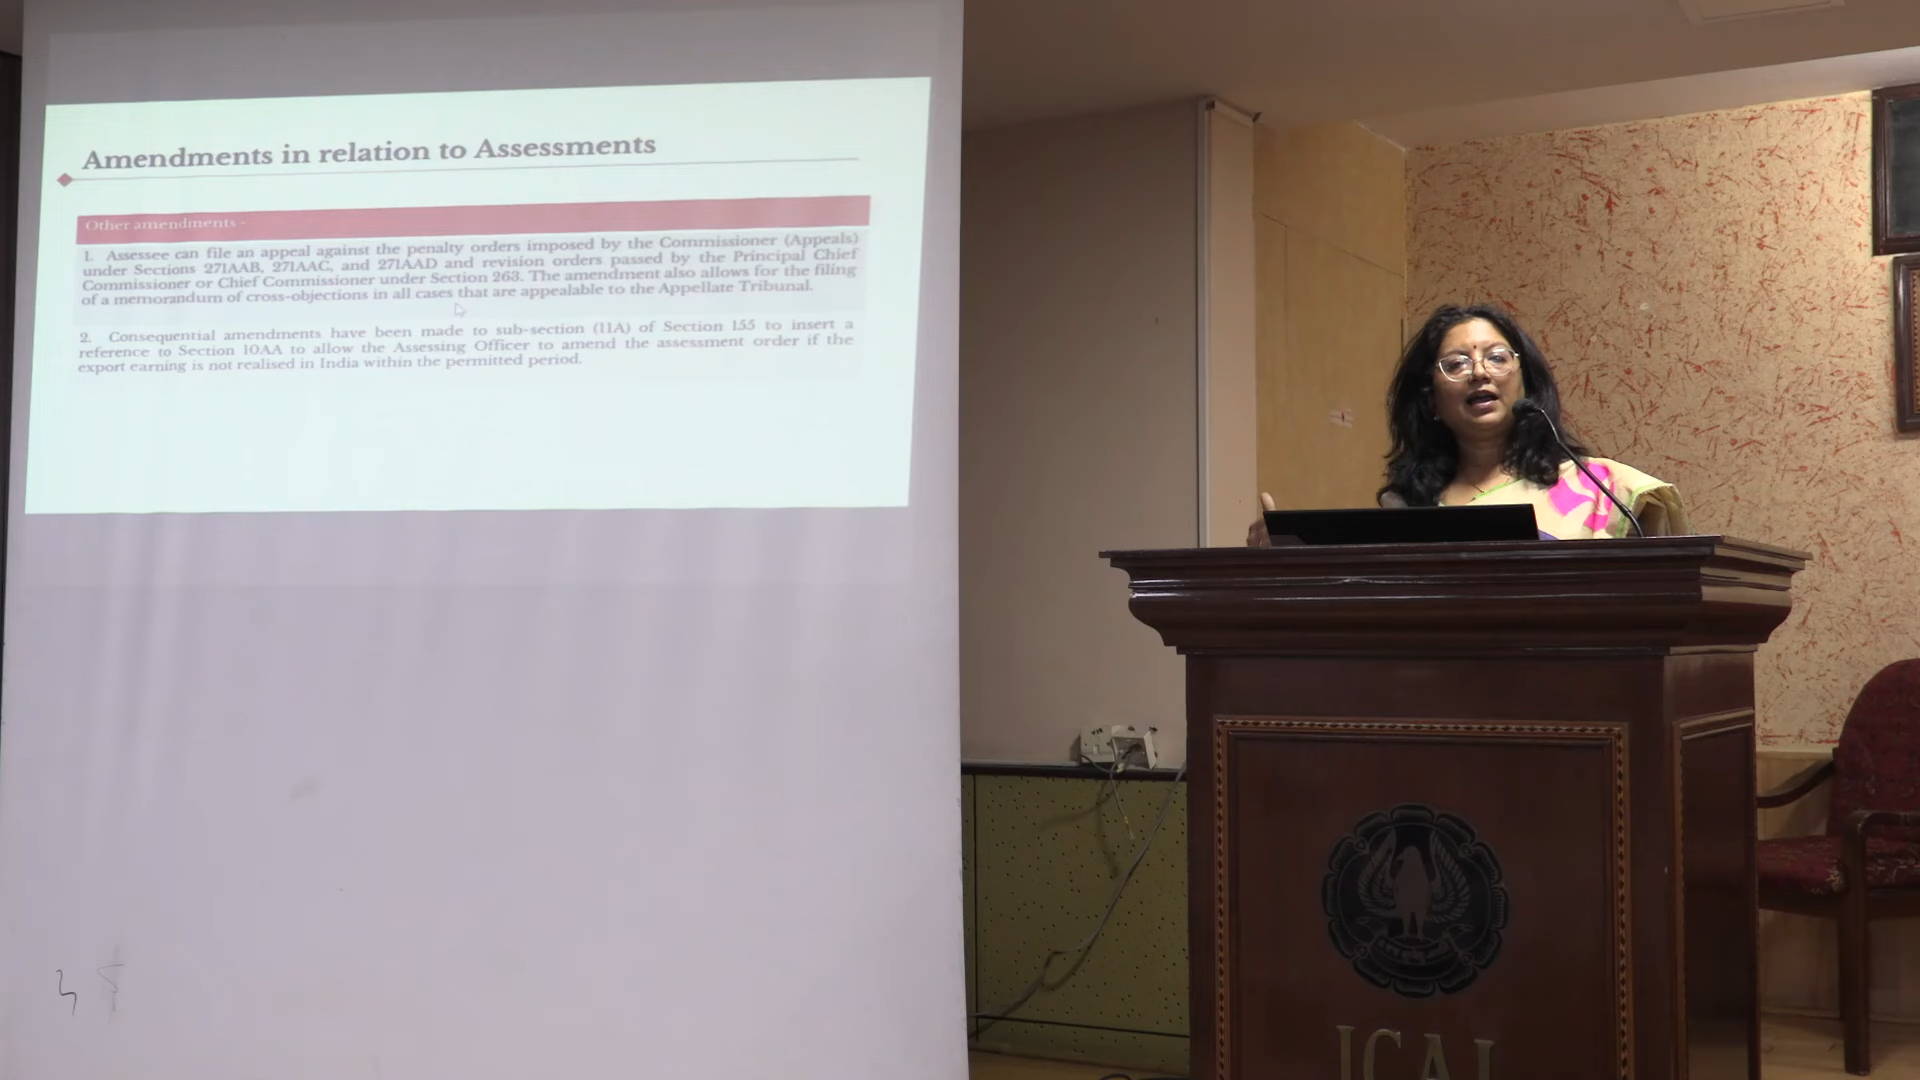 Amendments in relation to Assessments
Other amendments -
1. Assessee can file an appeal against the penalty orders imposed by the Commissioner (Appeals)
under Sections 271AAB, 271AAC, and 271AAD and revision orders passed by the Principal Chief
Commissioner or Chief Commissioner under Section 263. The amendment also allows for the filing
of a memorandum of cross-objections in all cases that are appealable to the Appellate Tribunal.
2. Consequential amendments have been made to sub-section (11A) of Section 155 to insert a
reference to Section 10AA to allow the Assessing Officer to amend the assessment order if the
export earning is not realised in India within the permitted period.
ICAI